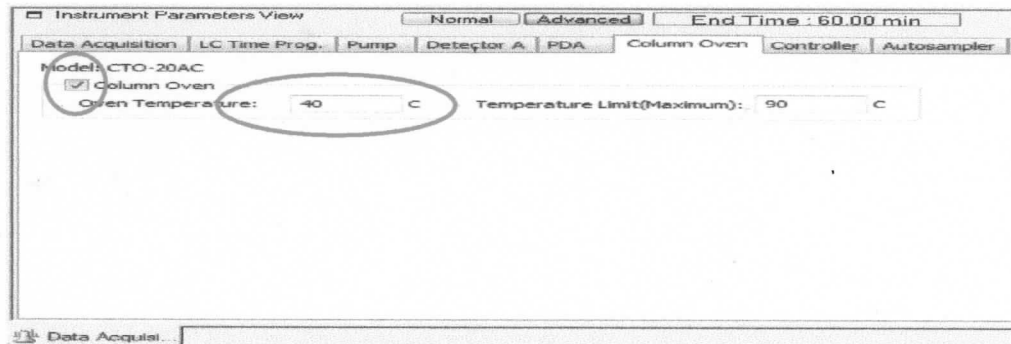 Instrument Parameters View Normal Advanced End Time : 60.00 min
Data Acquisition LC Time Prog. Pump Detector A PDA Column Oven Controller Autosampler
Model: CTO-20AC
Column Oven
Oven Temperature: 40 C Temperature Limit(Maximum): 90 C
Data Acquisi...